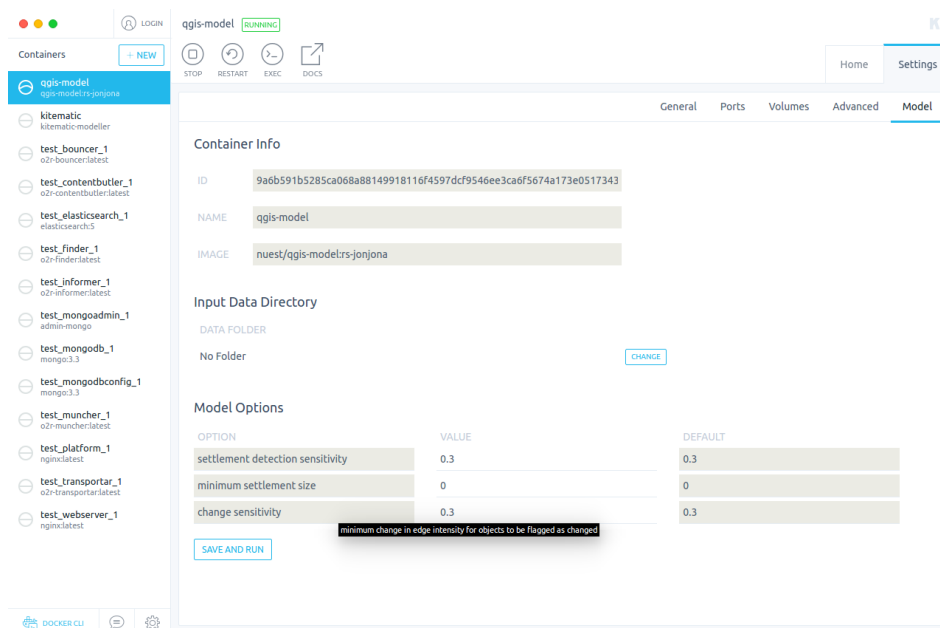 LOGIN
qgis-model RUNNING
Containers
+ NEW
STOP RESTART EXEC DOCS
Home Settings
qgis-model
qgis-model:rs-jonjona
kitematic
kitematic-modeller
test_bouncer_1
o2r-bouncer:latest
test_contentbutler_1
o2r-contentbutler:latest
test_elasticsearch_1
elasticsearch:5
test_finder_1
o2r-finder:latest
test_informer_1
o2r-informer:latest
test_mongoadmin_1
admin-mongo
test_mongodb_1
mongo:3.3
test_mongodbconfig_1
mongo:3.3
test_muncher_1
o2r-muncher:latest
test_platform_1
nginx:latest
test_transportar_1
o2r-transportar:latest
test_webserver_1
nginx:latest
DOCKER CLI
General Ports Volumes Advanced Model
Container Info
ID 9a6b591b5285ca068a88149918116f4597dcf9546ee3ca6f5674a173e0517343
NAME qgis-model
IMAGE nuest/qgis-model:rs-jonjona
Input Data Directory
DATA FOLDER
No Folder CHANGE
Model Options
OPTION VALUE DEFAULT
settlement detection sensitivity 0.3 0.3
minimum settlement size 0 0
change sensitivity 0.3 0.3
minimum change in edge intensity for objects to be flagged as changed
SAVE AND RUN